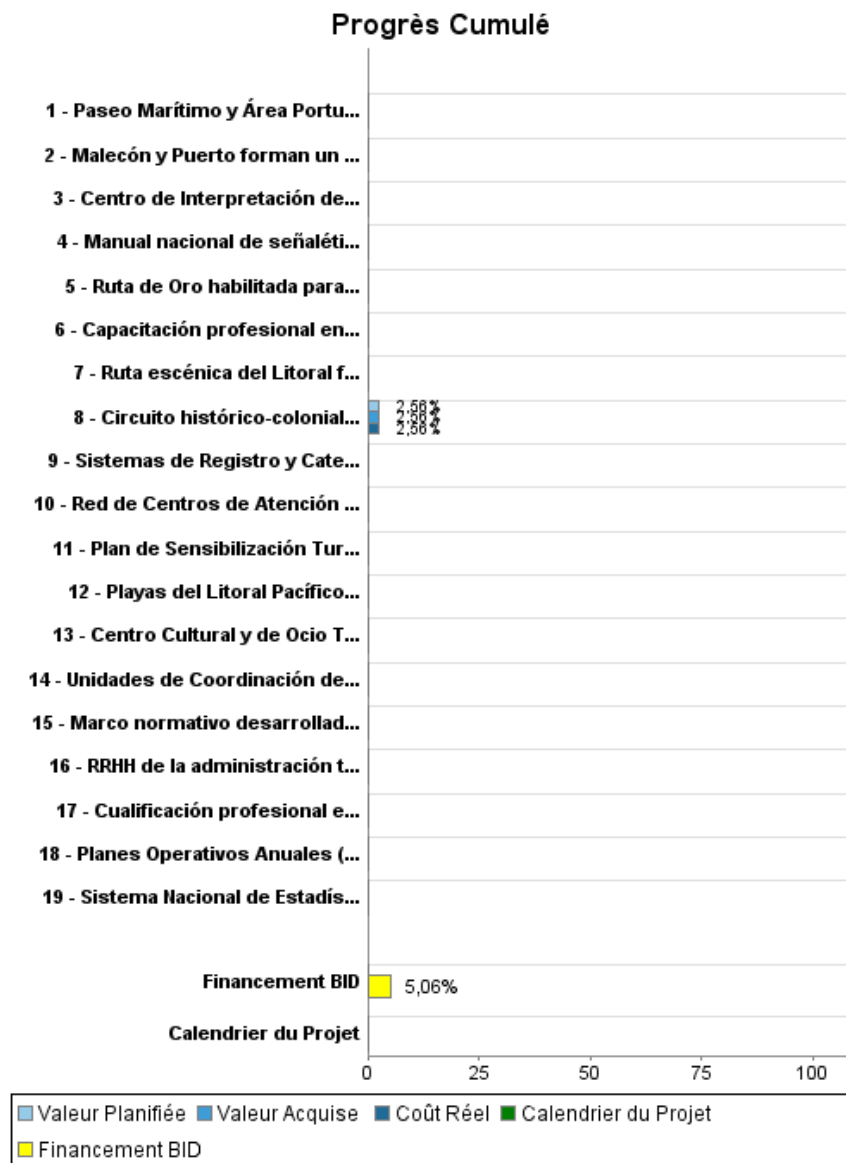 Progrès Cumulé
1 - Paseo Marítimo y Área Portu...
2 - Malecón y Puerto forman un ...
3 - Centro de Interpretación de...
4 - Manual nacional de señaléti...
5 - Ruta de Oro habilitada para...
6 - Capacitación profesional en...
7 - Ruta escénica del Litoral f...
8 - Circuito histórico-colonial...
2,56%
2,56%
2,56%
9 - Sistemas de Registro y Cate...
10 - Red de Centros de Atención ...
11 - Plan de Sensibilización Tur...
12 - Playas del Litoral Pacífico...
13 - Centro Cultural y de Ocio T...
14 - Unidades de Coordinación de...
15 - Marco normativo desarrollad...
16 - RRHH de la administración t...
17 - Cualificación profesional e...
18 - Planes Operativos Anuales (...
19 - Sistema Nacional de Estadís...
Financement BID 5,06%
Calendrier du Projet
0 25 50 75 100
Valeur Planifiée Valeur Acquise Coût Réel Calendrier du Projet
Financement BID